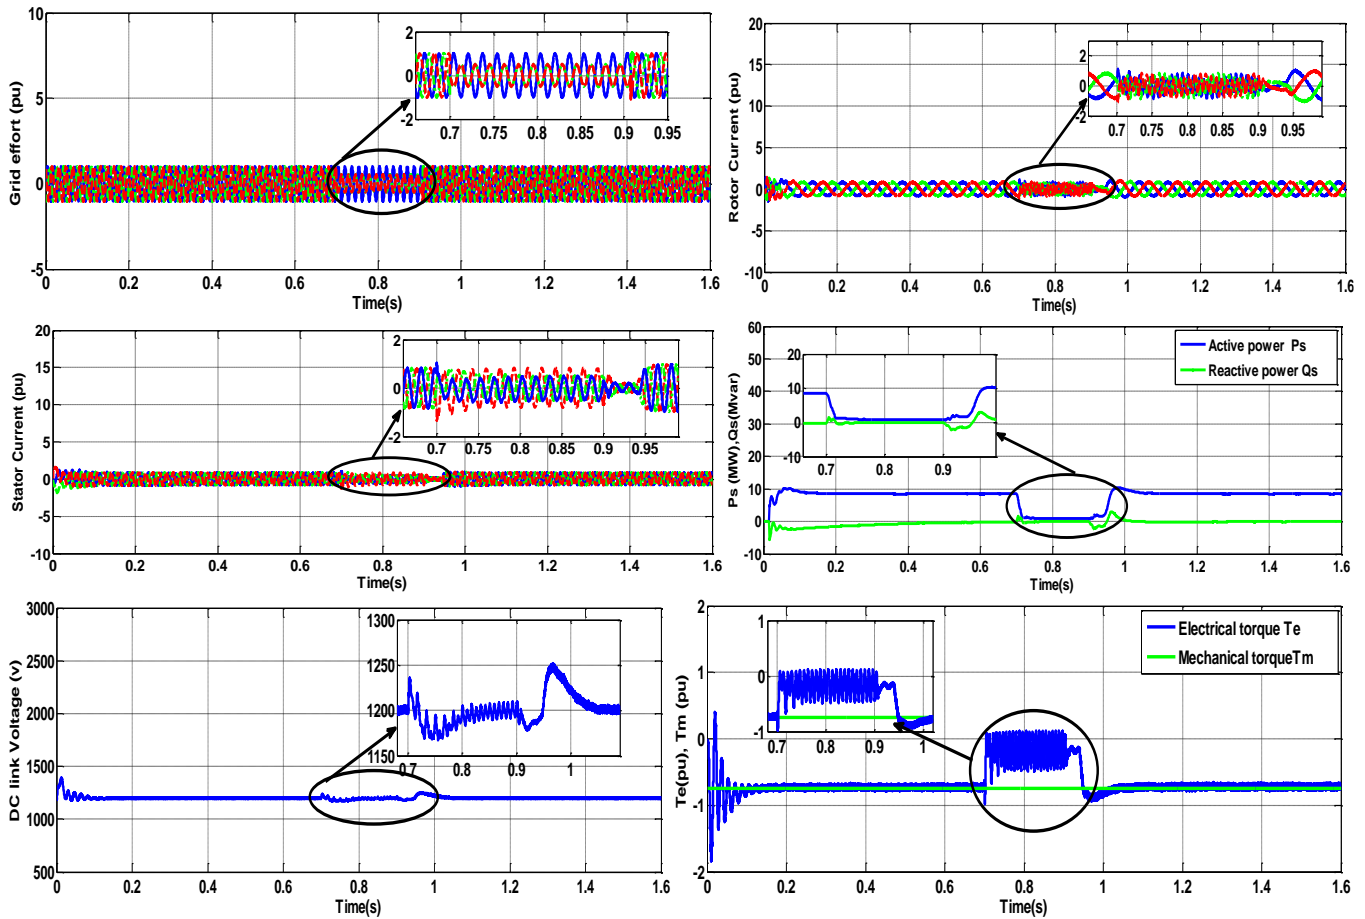 Grid effort (pu)
10
5
0
-5
2
0
-2
0.7 0.75 0.8 0.85 0.9 0.95
0 0.2 0.4 0.6 0.8 1 1.2 1.4 1.6
Time(s)
Rotor Current (pu)
20
15
10
5
0
-5
-10
2
0
-2
0.7 0.75 0.8 0.85 0.9 0.95
0 0.2 0.4 0.6 0.8 1 1.2 1.4 1.6
Time(s)
Stator Current (pu)
20
15
10
5
0
-5
-10
2
0
-2
0.7 0.75 0.8 0.85 0.9 0.95
0 0.2 0.4 0.6 0.8 1 1.2 1.4 1.6
Time(s)
Ps (MW),Qs(Mvar)
60
50
40
30
20
10
0
-10
Active power Ps
Reactive power Qs
20
10
0
-10
0.7 0.8 0.9
0 0.2 0.4 0.6 0.8 1 1.2 1.4 1.6
Time(s)
DC link Voltage (v)
3000
2500
2000
1500
1000
500
1300
1250
1200
1150
0.7 0.8 0.9 1
0 0.2 0.4 0.6 0.8 1 1.2 1.4 1.6
Time(s)
Te(pu), Tm (pu)
2
1
0
-1
-2
Electrical torque Te
Mechanical torqueTm
1
0
-1
0.7 0.8 0.9 1
0 0.2 0.4 0.6 0.8 1.0 1.2 1.4 1.6
Time(s)